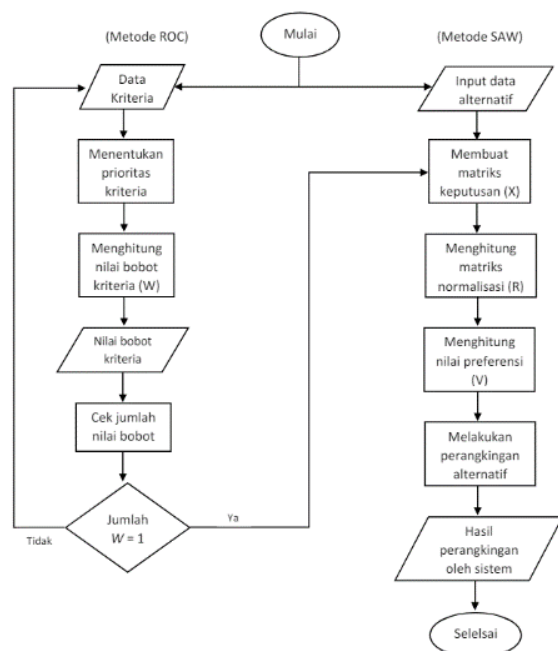 (Metode ROC)
Mulai
(Metode SAW)
Data
Kriteria
Input data
alternatif
Menentukan
prioritas
kriteria
Membuat
matriks
keputusan (X)
Menghitung
nilai bobot
kriteria (W)
Menghitung
matriks
normalisasi (R)
Nilai bobot
kriteria
Menghitung
nilai preferensi
(V)
Cek jumlah
nilai bobot
Melakukan
perangkingan
alternatif
Jumlah
W = 1
Tidak
Ya
Hasil
perangkingan
oleh sistem
Selelsai